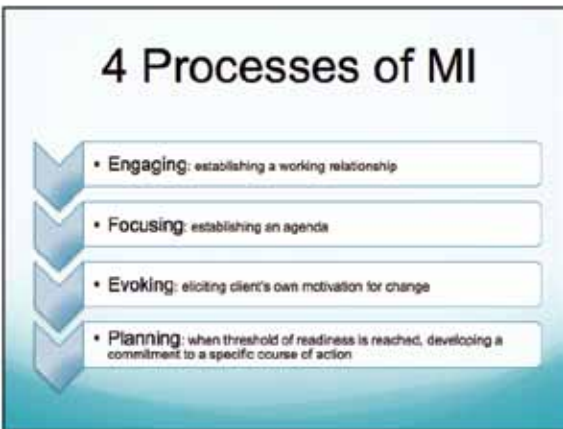 4 Processes of MI
• Engaging: establishing a working relationship
• Focusing: establishing an agenda
• Evoking: eliciting client's own motivation for change
• Planning: when threshold of readiness is reached, developing a
commitment to a specific course of action